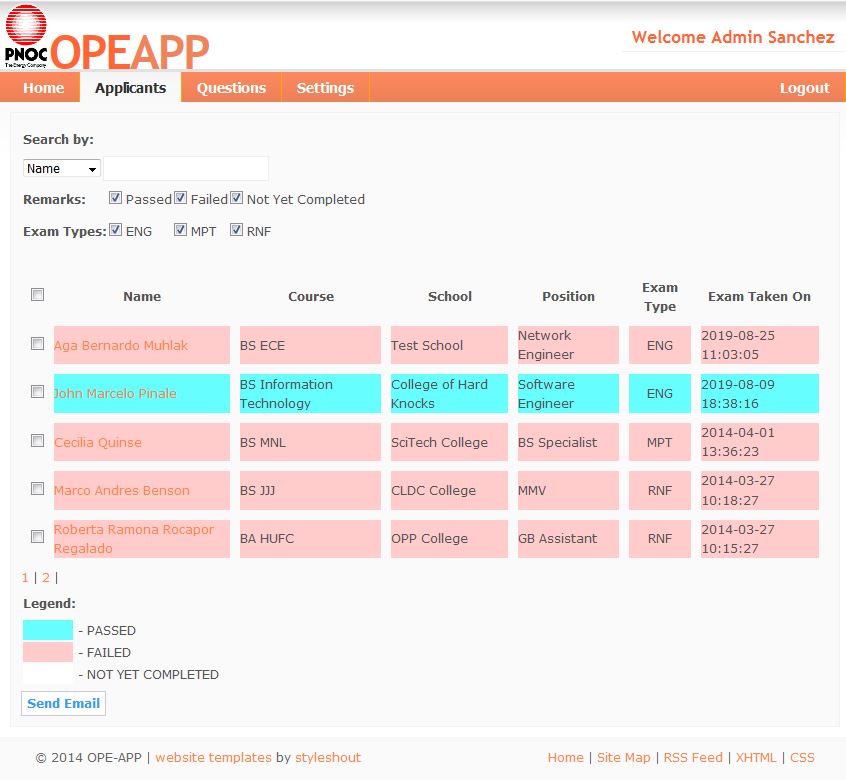 PNOC
The Energy Company
OPEAPP
Welcome Admin Sanchez
Home Applicants Questions Settings Logout
Search by:
Name
Remarks: Passed Failed Not Yet Completed
Exam Types: ENG MPT RNF
Name Course School Position Exam Type Exam Taken On
Aga Bernardo Muhlak BS ECE Test School Network Engineer ENG 2019-08-25 11:03:05
John Marcelo Pinale BS Information Technology College of Hard Knocks Software Engineer ENG 2019-08-09 18:38:16
Cecilia Quinse BS MNL SciTech College BS Specialist MPT 2014-04-01 13:36:23
Marco Andres Benson BS JJJ CLDC College MMV RNF 2014-03-27 10:18:27
Roberta Ramona Rocapor Regalado BA HUFC OPP College GB Assistant RNF 2014-03-27 10:15:27
1 | 2 |
Legend:
- PASSED
- FAILED
- NOT YET COMPLETED
Send Email
© 2014 OPE-APP | website templates by styleshout Home | Site Map | RSS Feed | XHTML | CSS